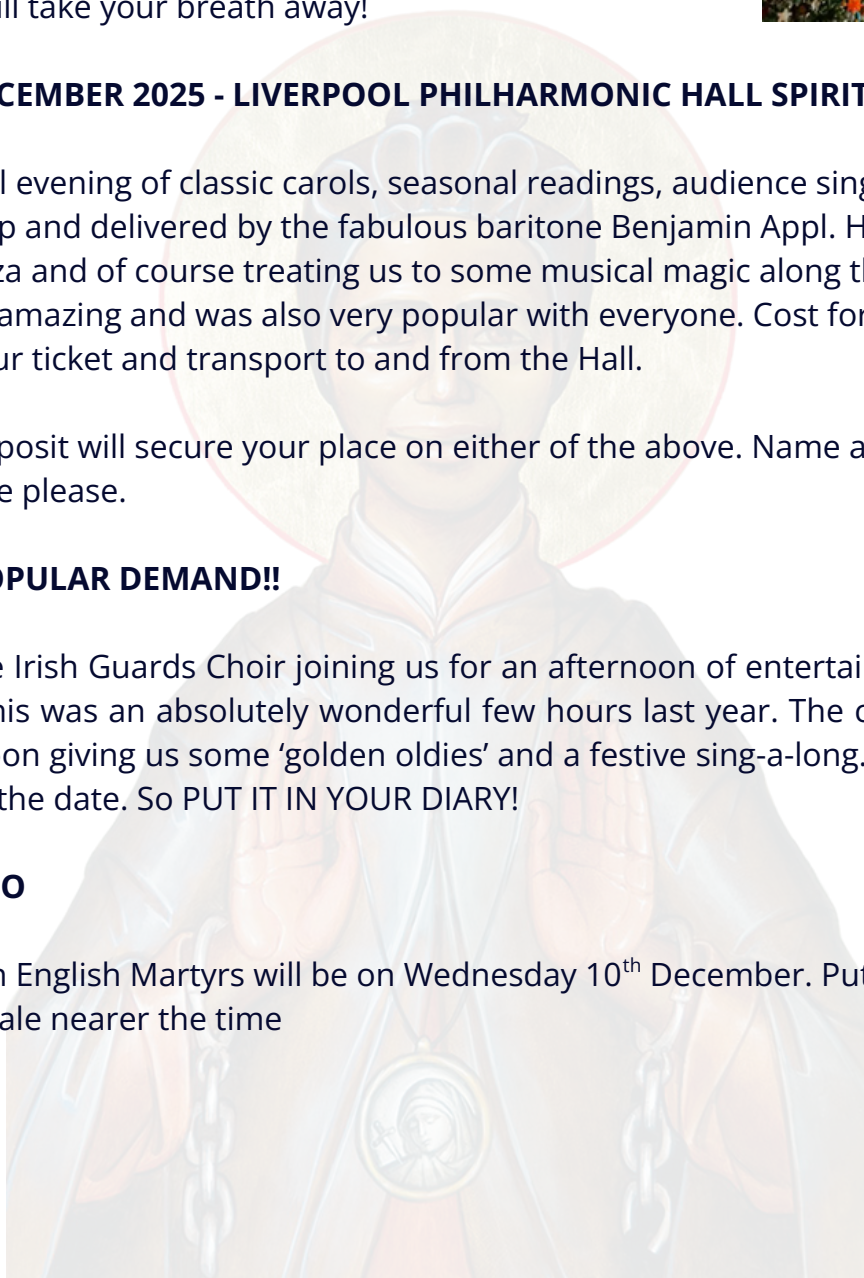 ill take your breath away!
CEMBER 2025 - LIVERPOOL PHILHARMONIC HALL SPIRIT
l evening of classic carols, seasonal readings, audience sing
p and delivered by the fabulous baritone Benjamin Appl. H
za and of course treating us to some musical magic along th
amazing and was also very popular with everyone. Cost for
ur ticket and transport to and from the Hall.
posit will secure your place on either of the above. Name a
e please.
OPULAR DEMAND!!
e Irish Guards Choir joining us for an afternoon of entertai
his was an absolutely wonderful few hours last year. The c
on giving us some ‘golden oldies’ and a festive sing-a-long.
the date. So PUT IT IN YOUR DIARY!
O
n English Martyrs will be on Wednesday 10th December. Put
ale nearer the time